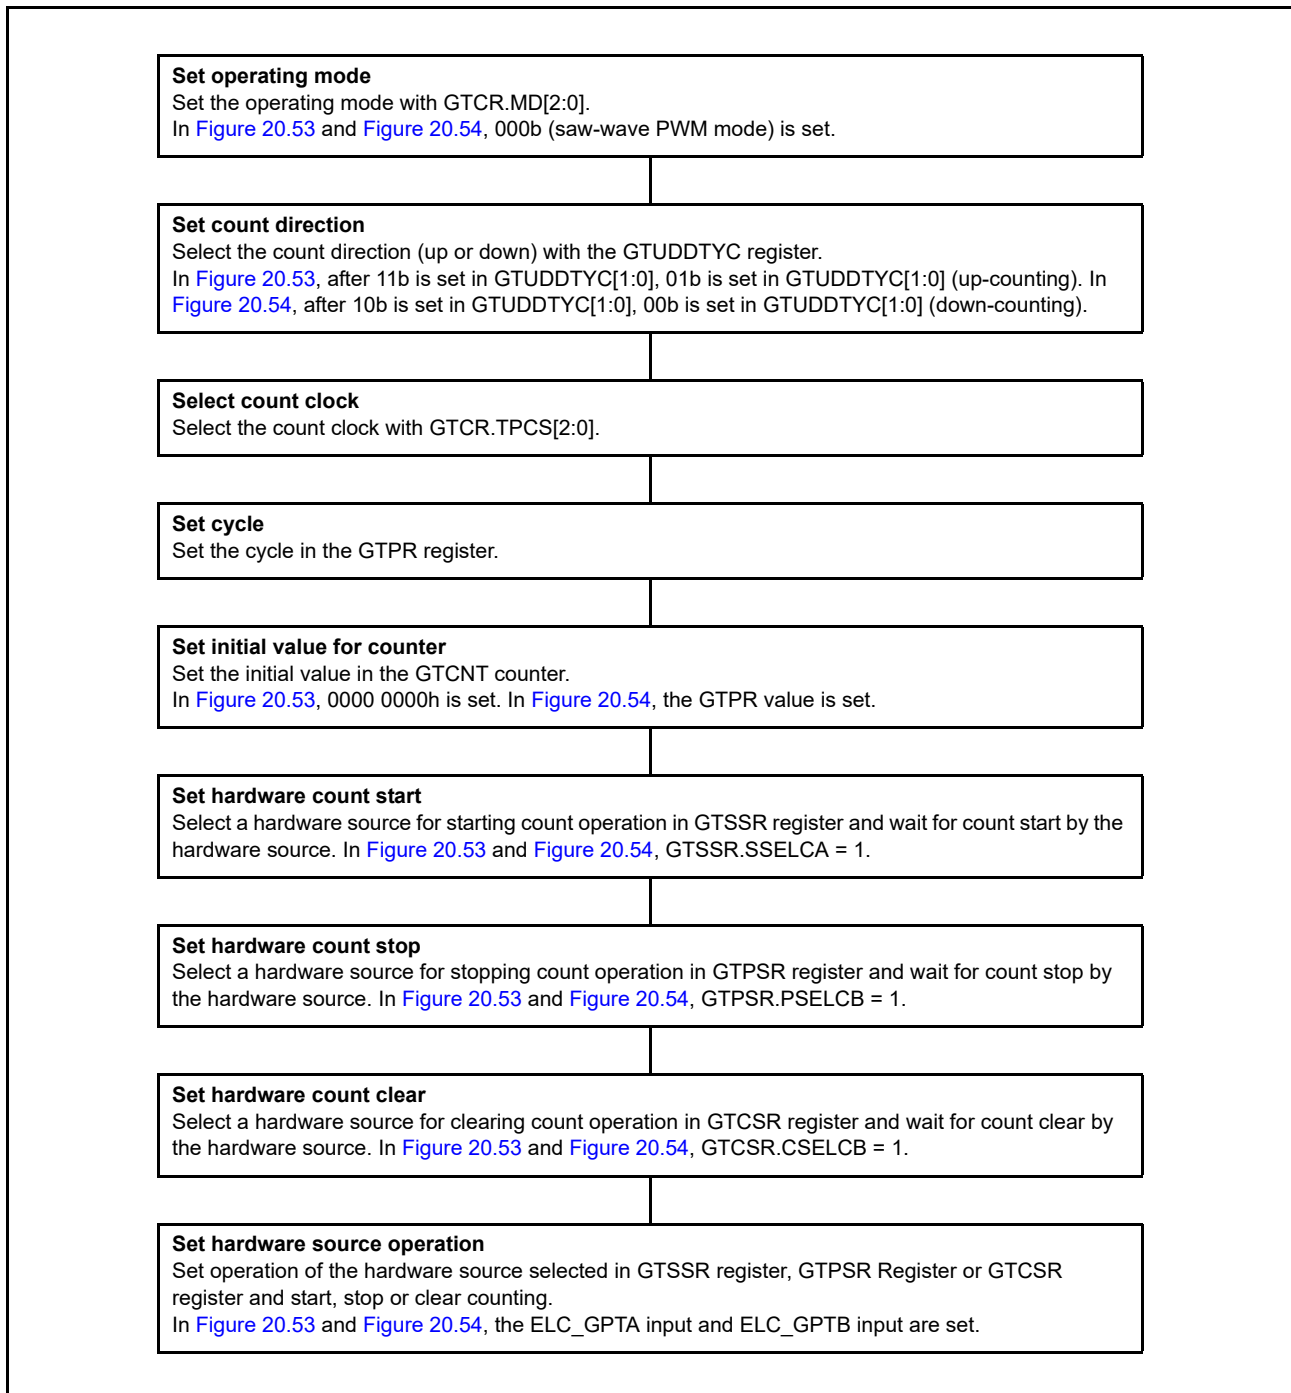 Set operating mode
Set the operating mode with GTCR.MD[2:0].
In Figure 20.53 and Figure 20.54, 000b (saw-wave PWM mode) is set.
Set count direction
Select the count direction (up or down) with the GTUDDTYC register.
In Figure 20.53, after 11b is set in GTUDDTYC[1:0], 01b is set in GTUDDTYC[1:0] (up-counting). In
Figure 20.54, after 10b is set in GTUDDTYC[1:0], 00b is set in GTUDDTYC[1:0] (down-counting).
Select count clock
Select the count clock with GTCR.TPCS[2:0].
Set cycle
Set the cycle in the GTPR register.
Set initial value for counter
Set the initial value in the GTCNT counter.
In Figure 20.53, 0000 0000h is set. In Figure 20.54, the GTPR value is set.
Set hardware count start
Select a hardware source for starting count operation in GTSSR register and wait for count start by the
hardware source. In Figure 20.53 and Figure 20.54, GTSSR.SSELCA = 1.
Set hardware count stop
Select a hardware source for stopping count operation in GTPSR register and wait for count stop by
the hardware source. In Figure 20.53 and Figure 20.54, GTPSR.PSELCB = 1.
Set hardware count clear
Select a hardware source for clearing count operation in GTCSR register and wait for count clear by
the hardware source. In Figure 20.53 and Figure 20.54, GTCSR.CSELCB = 1.
Set hardware source operation
Set operation of the hardware source selected in GTSSR register, GTPSR Register or GTCSR
register and start, stop or clear counting.
In Figure 20.53 and Figure 20.54, the ELC_GPTA input and ELC_GPTB input are set.